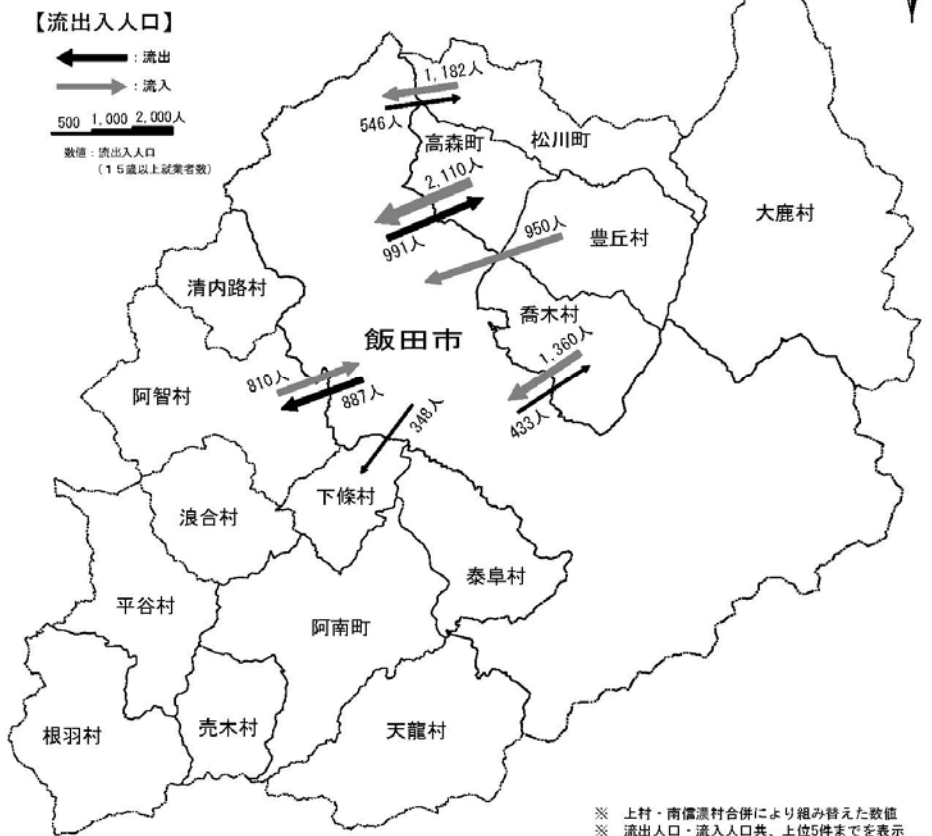 【流出入人口】
：流出
：流入
500 1,000 2,000人
数値：流出入人口
（１５歳以上就業者数）
1,182人
546人
高森町
松川町
2,110人
991人
大鹿村
950人
豊丘村
清内路村
喬木村
飯田市
1,360人
810人
887人
阿智村
348人
433人
下條村
浪合村
泰阜村
平谷村
阿南町
根羽村
売木村
天龍村
※ 上村・南信濃村合併により組み替えた数値
※ 流出人口・流入人口共、上位5件までを表示